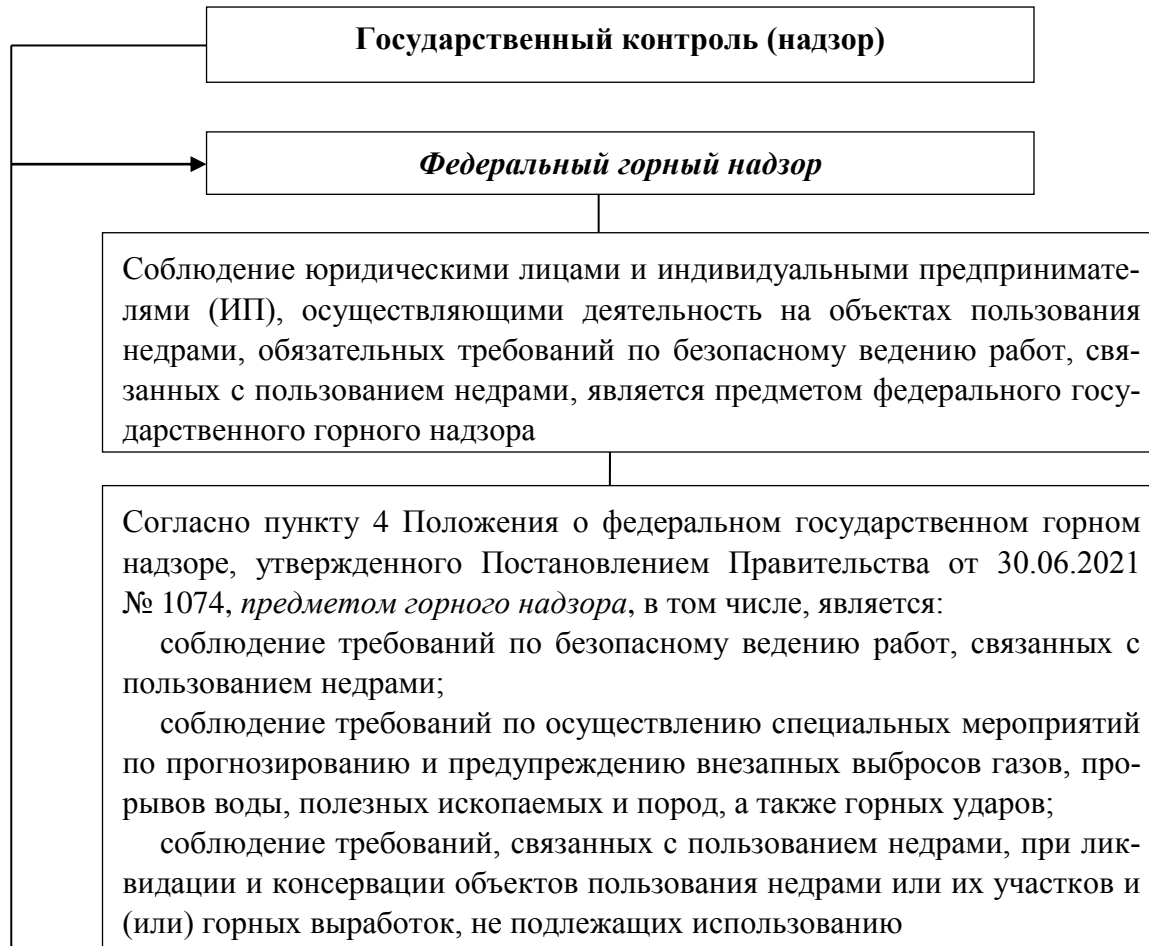 Государственный контроль (надзор)
Федеральный горный надзор
Соблюдение юридическими лицами и индивидуальными предпринимате-
лями (ИП), осуществляющими деятельность на объектах пользования
недрами, обязательных требований по безопасному ведению работ, свя-
занных с пользованием недрами, является предметом федерального госу-
дарственного горного надзора
Согласно пункту 4 Положения о федеральном государственном горном
надзоре, утвержденного Постановлением Правительства от 30.06.2021
№ 1074, предметом горного надзора, в том числе, является:
соблюдение требований по безопасному ведению работ, связанных с
пользованием недрами;
соблюдение требований по осуществлению специальных мероприятий
по прогнозированию и предупреждению внезапных выбросов газов, про-
рывов воды, полезных ископаемых и пород, а также горных ударов;
соблюдение требований, связанных с пользованием недрами, при лик-
видации и консервации объектов пользования недрами или их участков и
(или) горных выработок, не подлежащих использованию